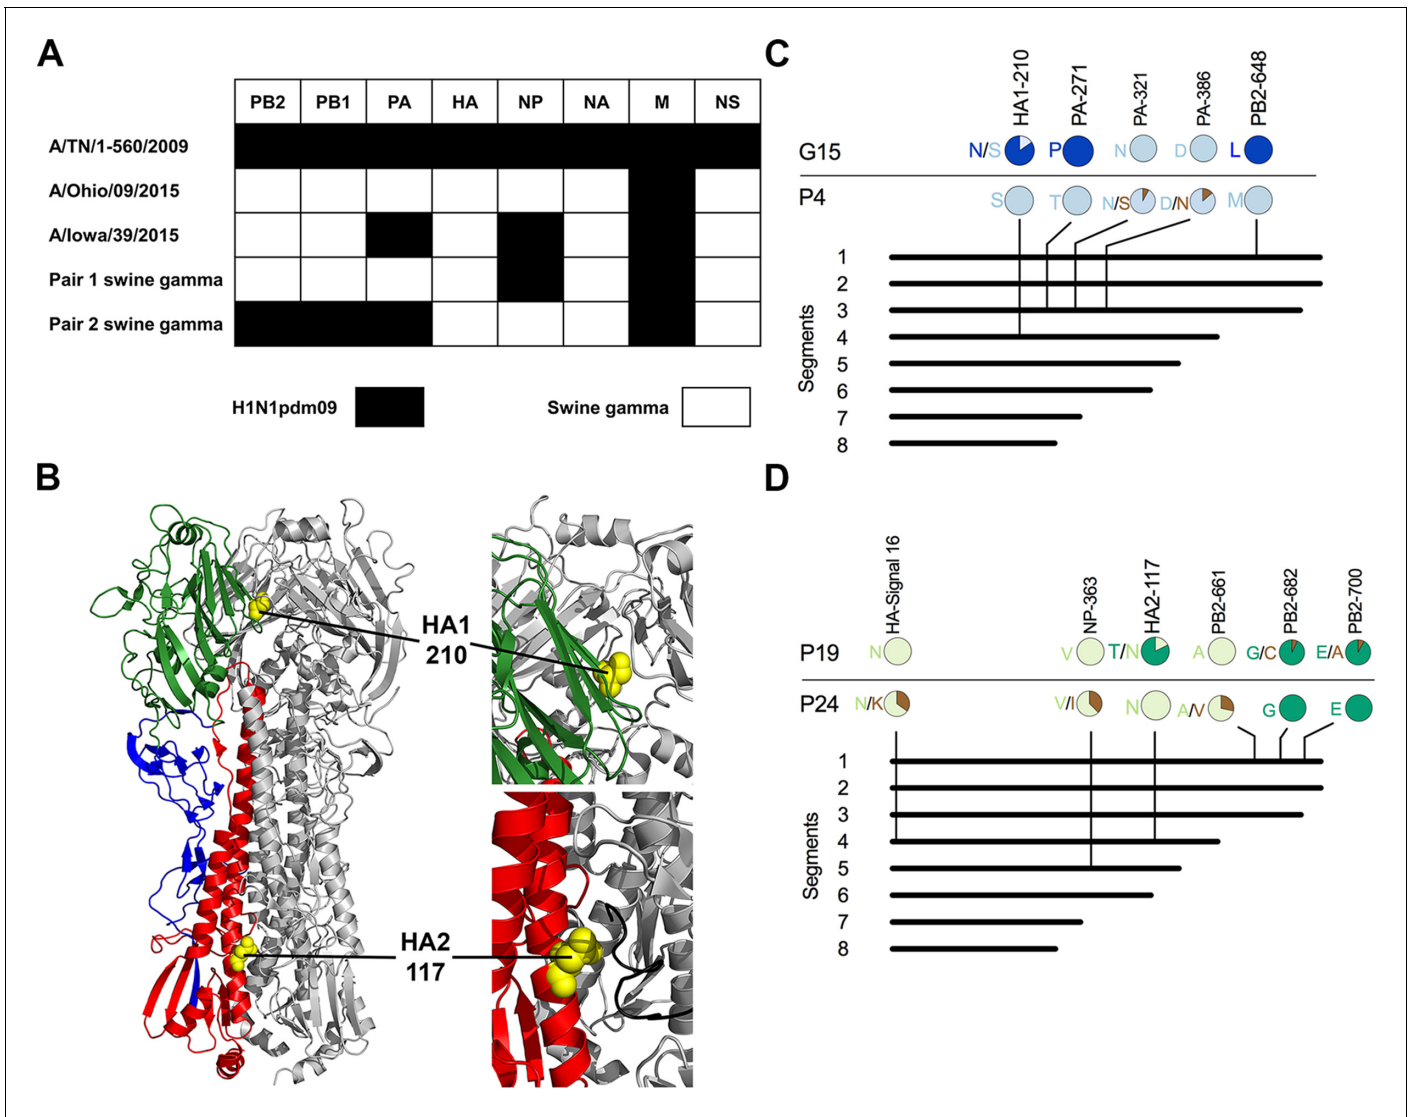 A
PB2 PB1 PA HA NP NA M NS
A/TN/1-560/2009
A/Ohio/09/2015
A/Iowa/39/2015
Pair 1 swine gamma
Pair 2 swine gamma
H1N1pdm09
Swine gamma
B
HA1
210
HA2
117
C
HA1-210 PA-271 PA-321 PA-386 PB2-648
G15 N/S P N D L
P4 S T N/S D/N M
Segments
1
2
3
4
5
6
7
8
D
HA-Signal 16 NP-363 HA2-117 PB2-661 PB2-682 PB2-700
P19 N V T/N A G/C E/A
P24 N/K V/I N A/V G E
Segments
1
2
3
4
5
6
7
8